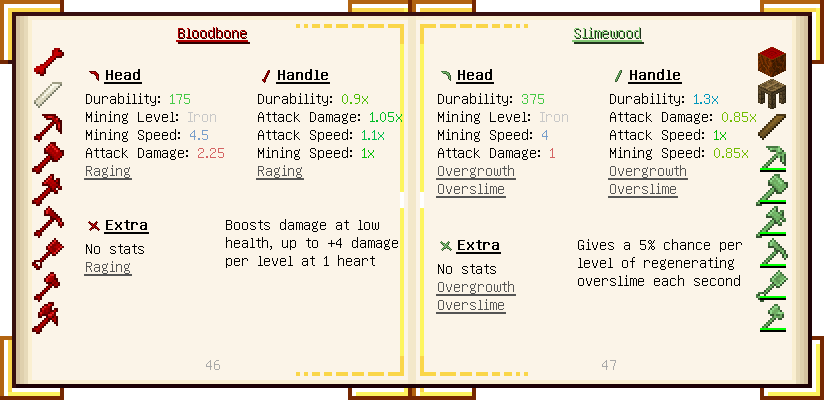 Bloodbone
Head
Durability: 175
Mining Level: Iron
Mining Speed: 4.5
Attack Damage: 2.25
Raging
Handle
Durability: 0.9x
Attack Damage: 1.05x
Attack Speed: 1.1x
Mining Speed: 1x
Raging
Extra
No stats
Raging
Boosts damage at low
health, up to +4 damage
per level at 1 heart
46
Slimewood
Head
Durability: 375
Mining Level: Iron
Mining Speed: 4
Attack Damage: 1
Overgrowth
Overslime
Handle
Durability: 1.3x
Attack Damage: 0.85x
Attack Speed: 1x
Mining Speed: 0.85x
Overgrowth
Overslime
Extra
No stats
Overgrowth
Overslime
Gives a 5% chance per
level of regenerating
overslime each second
47